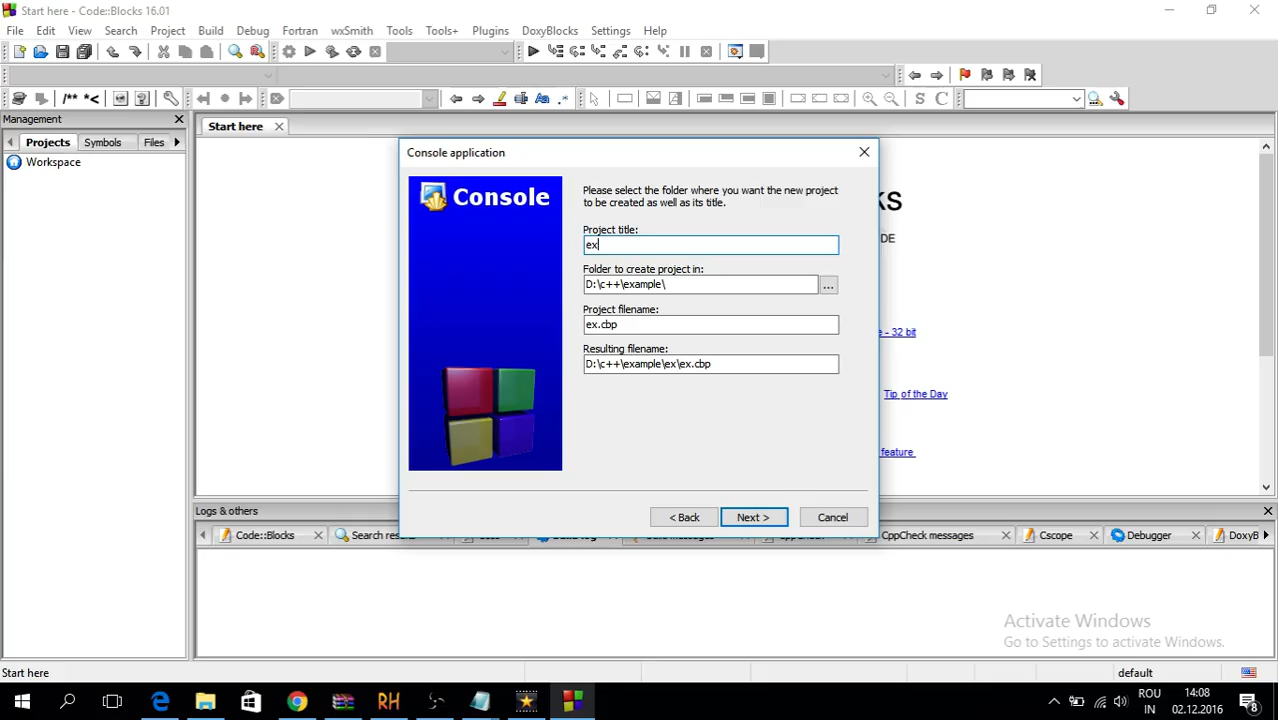 Start here - Code::Blocks 16.01
File Edit View Search Project Build Debug Fortran wxSmith Tools Tools+ Plugins DoxyBlocks Settings Help
/** *<
Aa .*
S C
Management
Start here
Projects Symbols Files
Workspace
Console application
Console
Please select the folder where you want the new project
to be created as well as its title.
Project title:
ex
Folder to create project in:
D:\c++\example\
...
Project filename:
ex.cbp
Resulting filename:
D:\c++\example\ex\ex.cbp
< Back Next > Cancel
KS
DE
e - 32 bit
Tip of the Day
feature
Logs & others
Code::Blocks Search res CppCheck messages Cscope Debugger DoxyB
Activate Windows
Go to Settings to activate Windows.
Start here default
RH
ROU
IN
14:08
02.12.2016
8